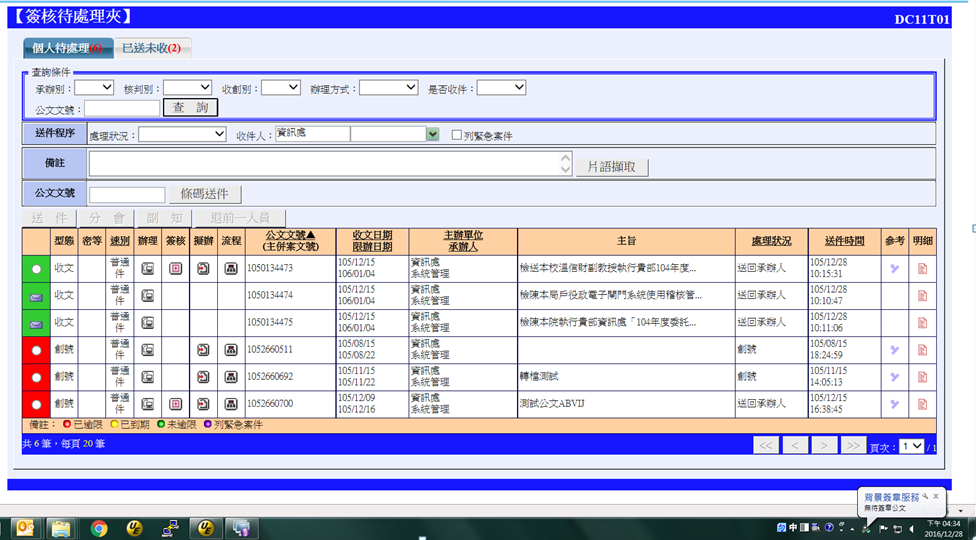 【簽核待處理夾】 DC11T01
個人待處理(6) 已送未收(2)
查詢條件
承辦別： 核判別： 收創別： 辦理方式： 是否收件：
公文文號： 查 詢
送件程序 處理狀況： 收件人： 資訊處 列緊急案件
備註 片語擷取
公文文號 條碼送件
送 件 分 會 副 知 退前一人員
型態 密等 速別 辦理 簽核 擬辦 流程 公文文號▲ (主併案文號) 收文日期 限辦日期 主辦單位 承辦人 主旨 處理狀況 送件時間 參考 明細
收文 普通件 1050134473 105/12/15 106/01/04 資訊處 系統管理 檢送本校溫信財副教授執行貴部104年度... 送回承辦人 105/12/28 10:15:31
收文 普通件 1050134474 105/12/15 106/01/04 資訊處 系統管理 檢陳本局戶役政電子閘門系統使用稽核管... 送回承辦人 105/12/28 10:10:47
收文 普通件 1050134475 105/12/15 106/01/04 資訊處 系統管理 檢陳本院執行貴部資訊處「104年度委託... 送回承辦人 105/12/28 10:11:06
創號 普通件 1052660511 105/08/15 105/08/22 資訊處 系統管理 創號 105/08/15 18:24:59
創號 普通件 1052660692 105/11/15 105/11/22 資訊處 系統管理 轉檔測試 創號 105/11/15 14:05:13
創號 普通件 1052660700 105/12/09 105/12/16 資訊處 系統管理 測試公文ABVIJ 送回承辦人 105/12/15 16:38:45
備註： 已逾限 已到期 未逾限 列緊急案件
共 6 筆，每頁 20 筆 << < > >> 頁次： 1 / 1
背景簽章服務
無待簽章公文
中
下午 04:34
2016/12/28